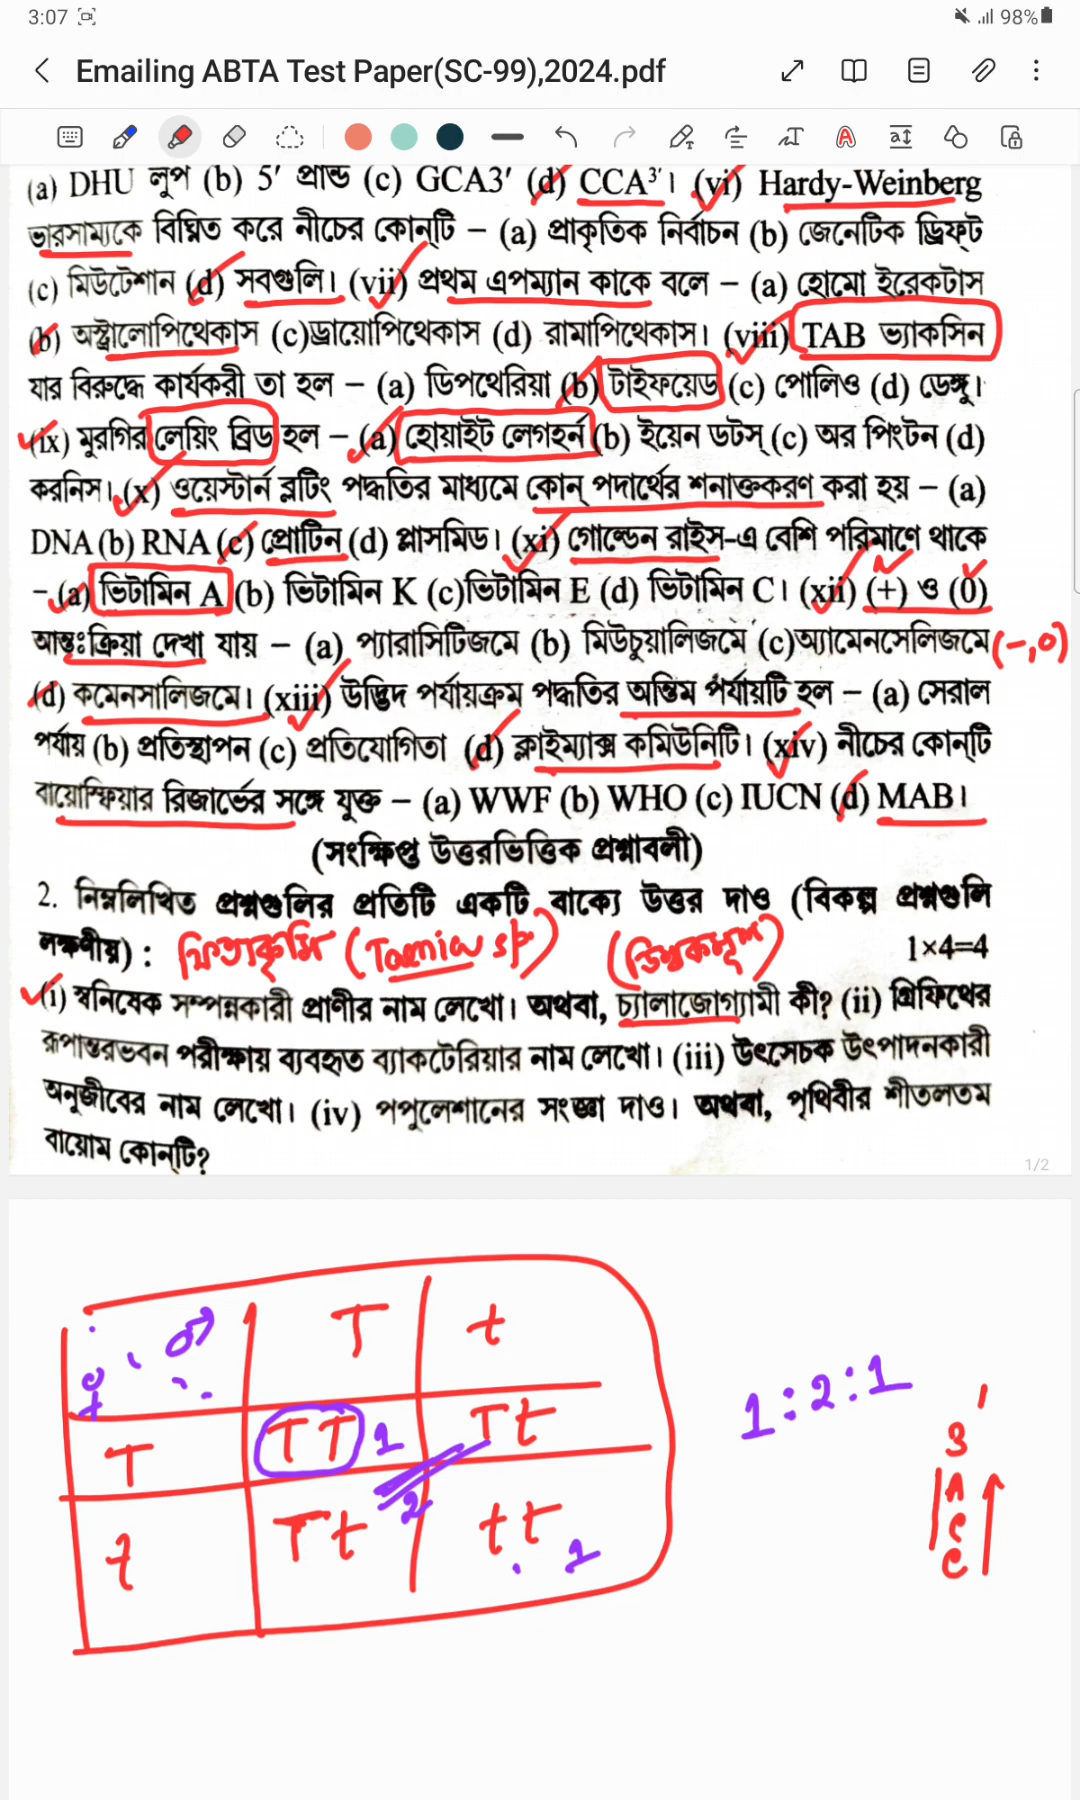 3:07 98%
Emailing ABTA Test Paper(SC-99),2024.pdf
(a) DHU লুপ (b) 5′ প্রান্ত (c) GCA3′ (d) CCA3′। (vi) Hardy-Weinberg
ভারসাম্যকে বিঘ্নিত করে নীচের কোন্‌টি – (a) প্রাকৃতিক নির্বাচন (b) জেনেটিক ড্রিফ্‌ট
(c) মিউটেশান (d) সবগুলি। (vii) প্রথম এপম্যান কাকে বলে – (a) হোমো ইরেকটাস
(b) অস্ট্রালোপিথেকাস (c)ড্রায়োপিথেকাস (d) রামাপিথেকাস। (viii) TAB ভ্যাকসিন
যার বিরুদ্ধে কার্যকরী তা হল – (a) ডিপথেরিয়া (b) টাইফয়েড (c) পোলিও (d) ডেঙ্গু।
(ix) মুরগির লেয়িং ব্রিড হল – (a) হোয়াইট লেগহর্ন (b) ইয়েন ডটস্ (c) অর পিংটন (d)
করনিস। (x) ওয়েস্টার্ন ব্লটিং পদ্ধতির মাধ্যমে কোন্ পদার্থের শনাক্তকরণ করা হয় – (a)
DNA (b) RNA (c) প্রোটিন (d) প্লাসমিড। (xi) গোল্ডেন রাইস-এ বেশি পরিমাণে থাকে
– (a) ভিটামিন A (b) ভিটামিন K (c)ভিটামিন E (d) ভিটামিন C। (xii) (+) ও (0)
আন্তঃক্রিয়া দেখা যায় – (a) প্যারাসিটিজমে (b) মিউচুয়ালিজমে (c)অ্যামেনসেলিজমে (-,0)
(d) কমেনসালিজমে। (xiii) উদ্ভিদ পর্যায়ক্রম পদ্ধতির অন্তিম পর্যায়টি হল – (a) সেরাল
পর্যায় (b) প্রতিস্থাপন (c) প্রতিযোগিতা (d) ক্লাইম্যাক্স কমিউনিটি। (xiv) নীচের কোন্‌টি
বায়োস্ফিয়ার রিজার্ভের সঙ্গে যুক্ত – (a) WWF (b) WHO (c) IUCN (d) MAB।
(সংক্ষিপ্ত উত্তরভিত্তিক প্রশ্নাবলী)
2. নিম্নলিখিত প্রশ্নগুলির প্রতিটি একটি বাক্যে উত্তর দাও (বিকল্প প্রশ্নগুলি
লক্ষণীয়) : ফিতাকৃমি (Taenia sp) (ডিম্বকমূল) 1×4=4
(i) স্বনিষেক সম্পন্নকারী প্রাণীর নাম লেখো। অথবা, চ্যালাজোগ্যামী কী? (ii) গ্রিফিথের
রূপান্তরভবন পরীক্ষায় ব্যবহৃত ব্যাকটেরিয়ার নাম লেখো। (iii) উৎসেচক উৎপাদনকারী
অনুজীবের নাম লেখো। (iv) পপুলেশানের সংজ্ঞা দাও। অথবা, পৃথিবীর শীতলতম
বায়োম কোন্‌টি?
1/2
♀ ♂ T t
T TT 1 Tt
2
t Tt tt 1
1:2:1
3
A
C
C